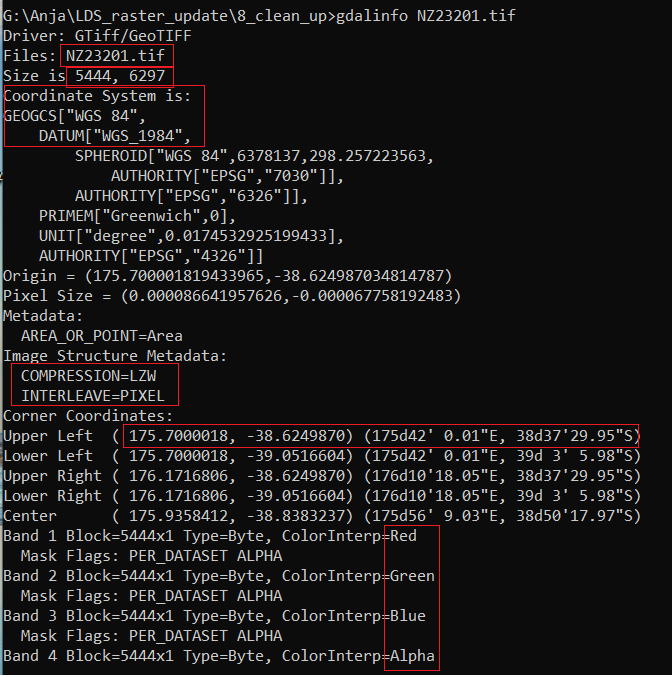 G:\Anja\LDS_raster_update\8_clean_up>gdalinfo NZ23201.tif
Driver: GTiff/GeoTIFF
Files: NZ23201.tif
Size is 5444, 6297
Coordinate System is:
GEOGCS["WGS 84",
    DATUM["WGS_1984",
        SPHEROID["WGS 84",6378137,298.257223563,
            AUTHORITY["EPSG","7030"]],
        AUTHORITY["EPSG","6326"]],
    PRIMEM["Greenwich",0],
    UNIT["degree",0.0174532925199433],
    AUTHORITY["EPSG","4326"]]
Origin = (175.700001819433965,-38.624987034814787)
Pixel Size = (0.000086641957626,-0.000067758192483)
Metadata:
  AREA_OR_POINT=Area
Image Structure Metadata:
  COMPRESSION=LZW
  INTERLEAVE=PIXEL
Corner Coordinates:
Upper Left  ( 175.7000018, -38.6249870) (175d42' 0.01"E, 38d37'29.95"S)
Lower Left  ( 175.7000018, -39.0516604) (175d42' 0.01"E, 39d 3' 5.98"S)
Upper Right ( 176.1716806, -38.6249870) (176d10'18.05"E, 38d37'29.95"S)
Lower Right ( 176.1716806, -39.0516604) (176d10'18.05"E, 39d 3' 5.98"S)
Center      ( 175.9358412, -38.8383237) (175d56' 9.03"E, 38d50'17.97"S)
Band 1 Block=5444x1 Type=Byte, ColorInterp=Red
  Mask Flags: PER_DATASET ALPHA
Band 2 Block=5444x1 Type=Byte, ColorInterp=Green
  Mask Flags: PER_DATASET ALPHA
Band 3 Block=5444x1 Type=Byte, ColorInterp=Blue
  Mask Flags: PER_DATASET ALPHA
Band 4 Block=5444x1 Type=Byte, ColorInterp=Alpha